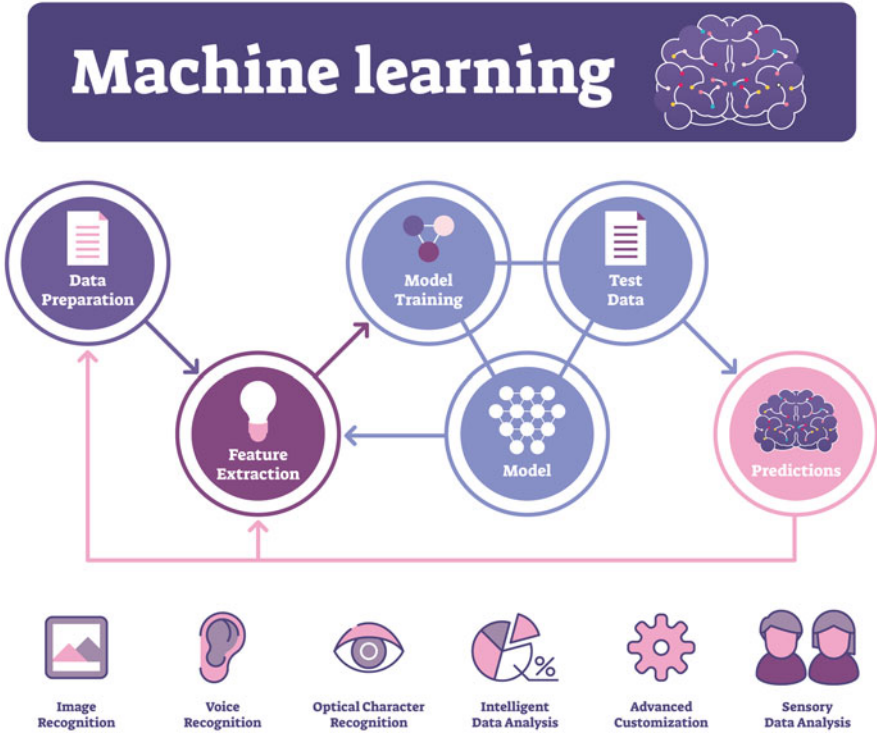 Machine learning
Data
Preparation
Model
Training
Test
Data
Feature
Extraction
Model
Predictions
Image
Recognition
Voice
Recognition
Optical Character
Recognition
%
Intelligent
Data Analysis
Advanced
Customization
Sensory
Data Analysis